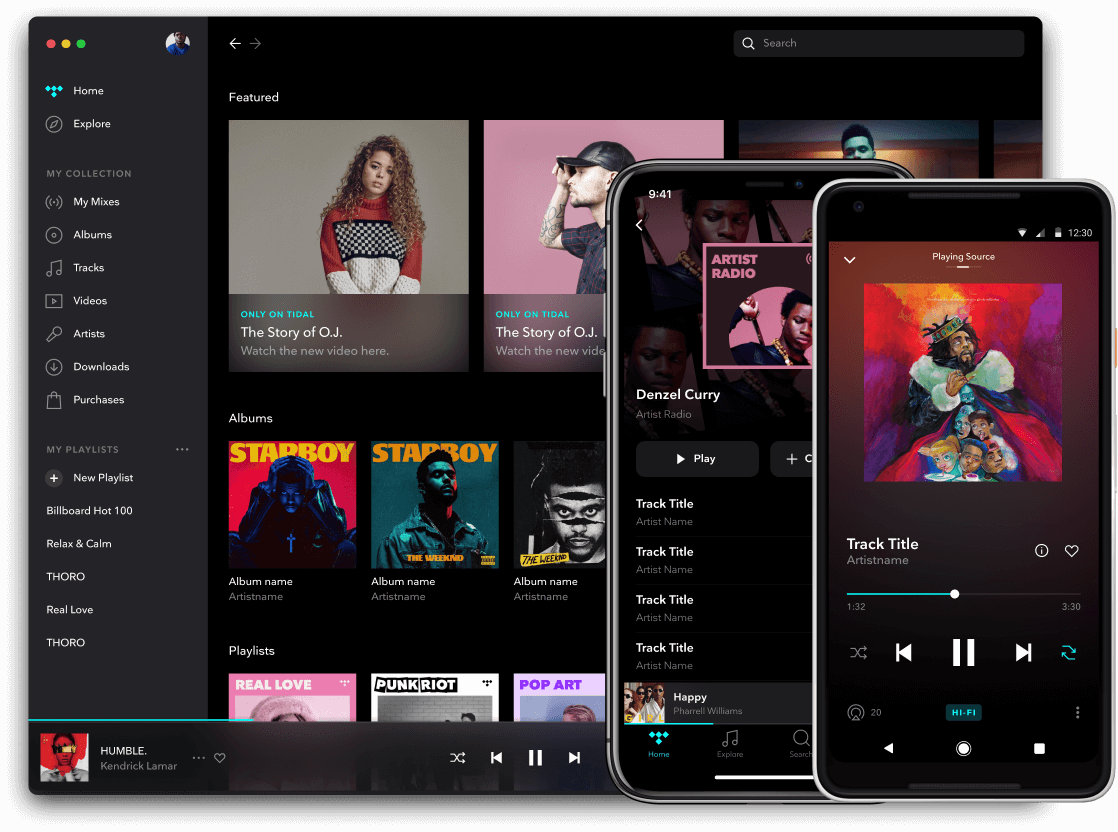 Home
Explore
MY COLLECTION
My Mixes
Albums
Tracks
Videos
Artists
Downloads
Purchases
MY PLAYLISTS
New Playlist
Billboard Hot 100
Relax & Calm
THORO
Real Love
THORO
Search
Featured
ONLY ON TIDAL
The Story of O.J.
Watch the new video here.
ONLY ON TIDAL
The Story of O.J.
Watch the new vide
Albums
STARBOY
Album name
Artistname
STARBOY
THE WEEKND
Album name
Artistname
THE WEEKND
Album name
Artistname
Playlists
REAL LOVE
PUNK RIOT
POP ART
HUMBLE.
Kendrick Lamar
9:41
ARTIST
RADIO
Denzel Curry
Artist Radio
Play
C
Track Title
Artist Name
Track Title
Artist Name
Track Title
Artist Name
Track Title
Artist Name
GIRL
Happy
Pharrell Williams
Home
Explore
Search
12:30
Playing Source
Track Title
Artistname
1:32
3:30
20
HI-FI